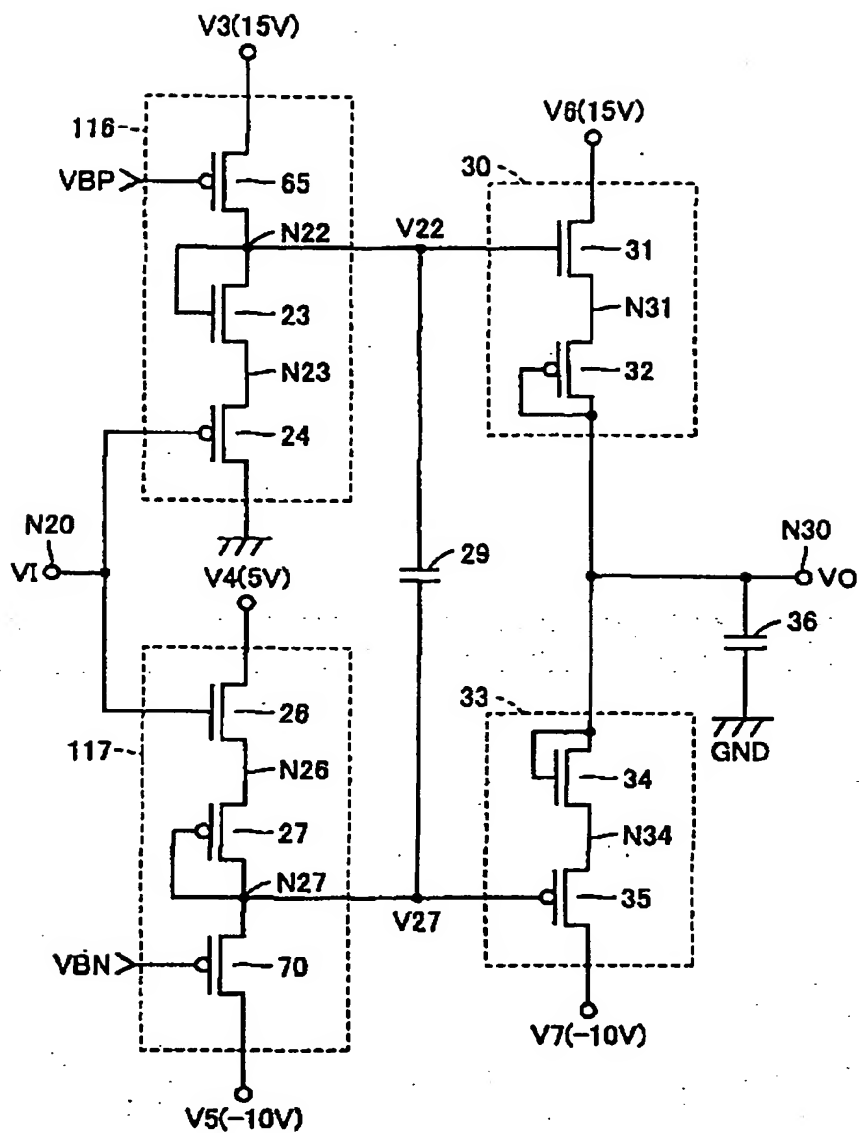 V3(15V)
116
VBP
65
N22
V22
23
N23
24
V6(15V)
30
31
N31
32
N20
VI
29
N30
VO
36
GND
V4(5V)
117
26
N26
27
N27
V27
VBN
70
V5(-10V)
33
34
N34
35
V7(-10V)